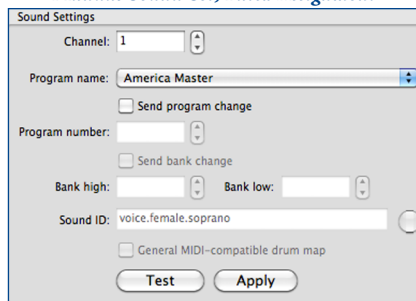 Sound Settings
Channel: 1
Program name: America Master
Send program change
Program number:
Send bank change
Bank high: Bank low:
Sound ID: voice.female.soprano
General MIDI-compatible drum map
Test Apply